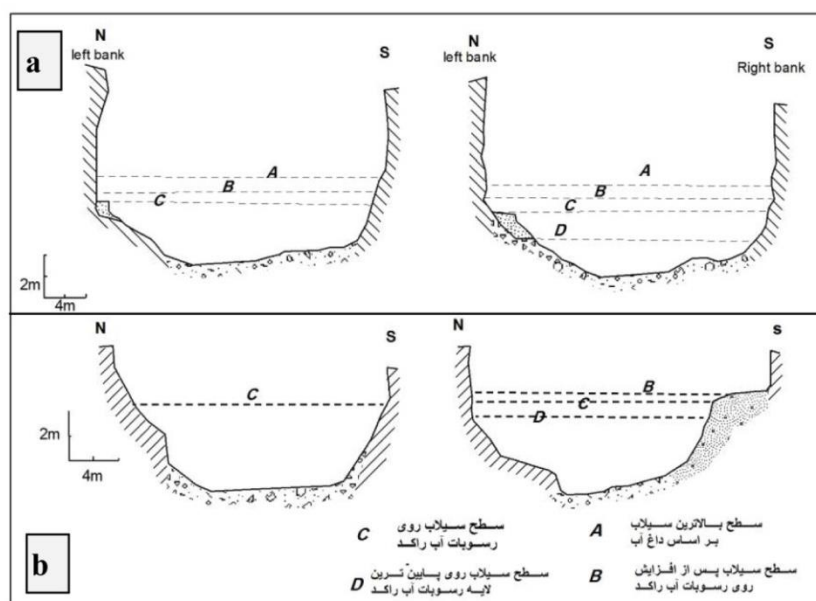 a
N
left bank
S
A
B
C
2m
4m
N
left bank
S
Right bank
A
B
C
D
b
N
S
C
2m
4m
N
s
B
C
D
A سطح بالاترین سیلاب
بر اساس داغ آب
C سطح سیلاب روی
رسوبات آب راکد
B سطح سیلاب پس از افزایش
روی رسوبات آب راکد
D سطح سیلاب روی پایین ترین
لایه رسوبات آب راکد